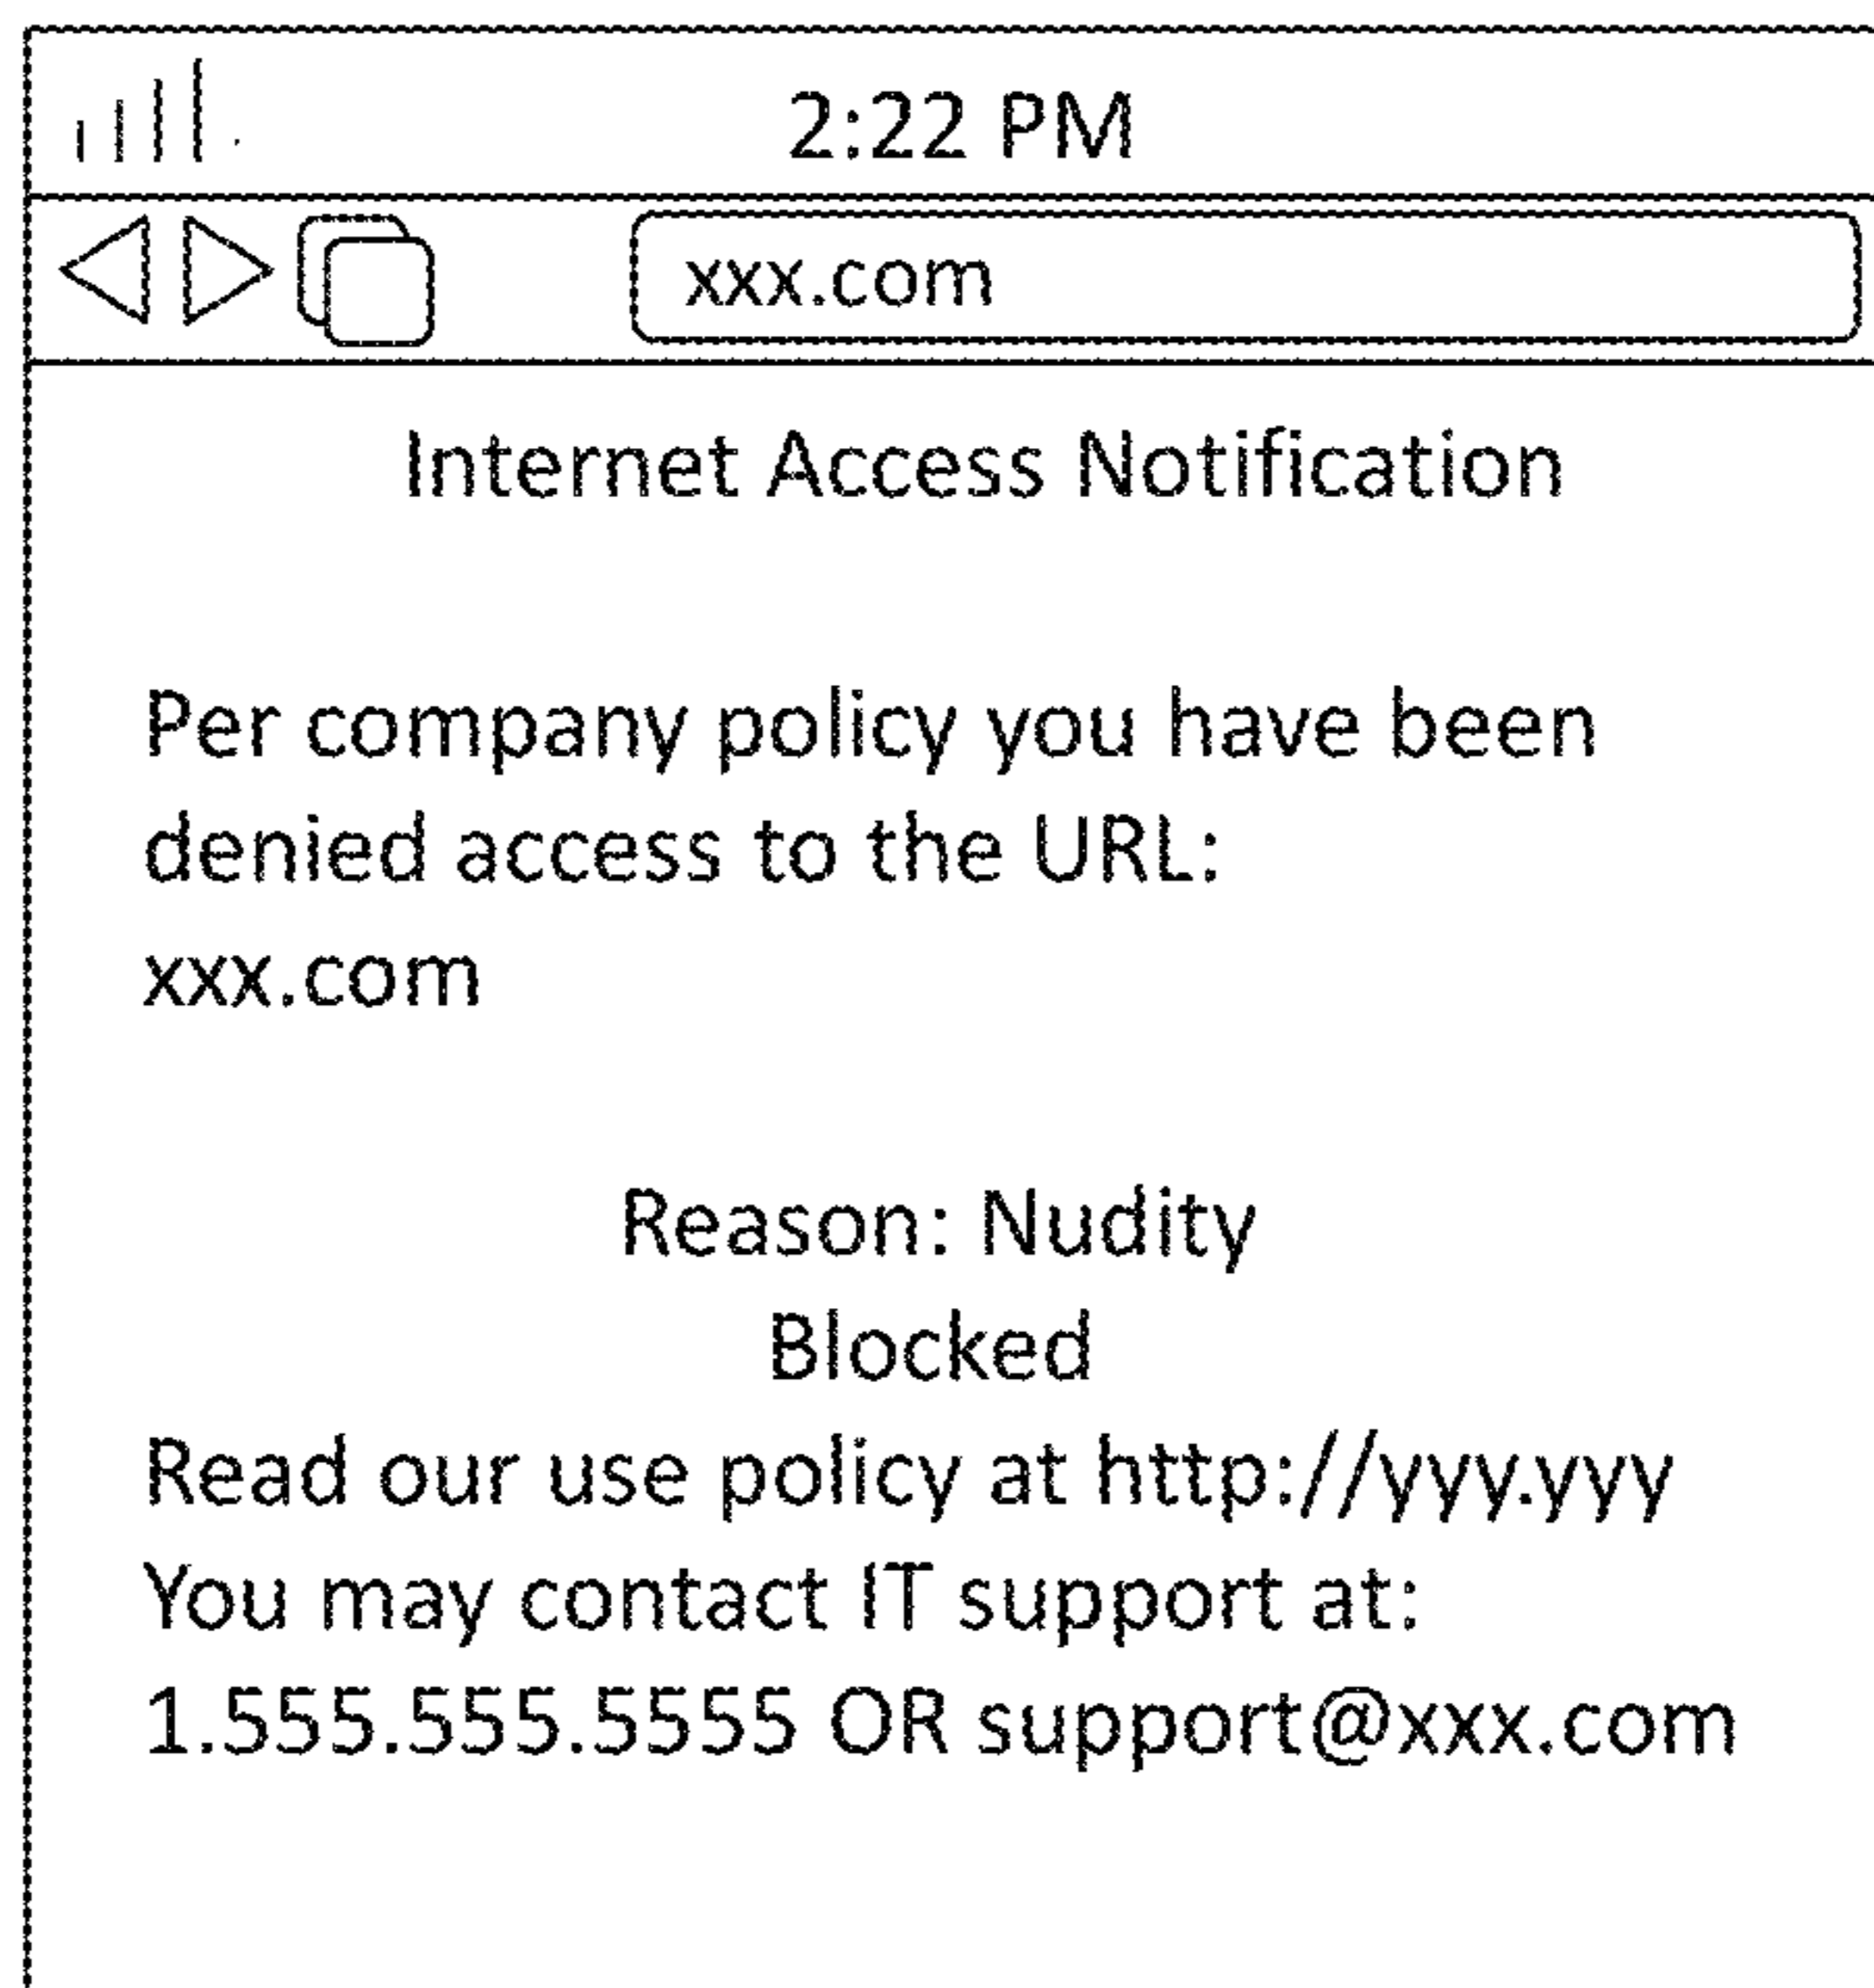 2:22 PM
xxx.com
Internet Access Notification
Per company policy you have been
denied access to the URL:
xxx.com
Reason: Nudity
Blocked
Read our use policy at http://yyy.yyy
You may contact IT support at:
1.555.555.5555 OR support@xxx.com